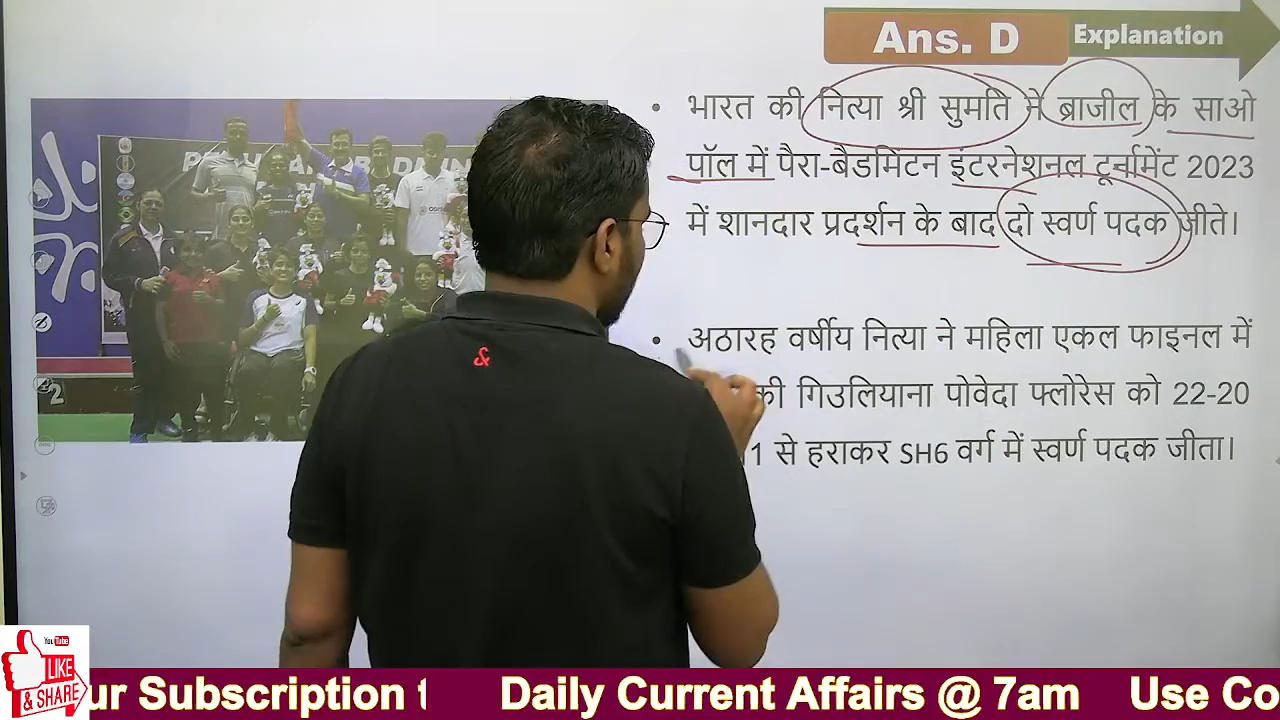 Ans. D
Explanation
• भारत की नित्या श्री सुमति ने ब्राजील के साओ
पॉल में पैरा-बैडमिंटन इंटरनेशनल टूर्नामेंट 2023
में शानदार प्रदर्शन के बाद दो स्वर्ण पदक जीते।
• अठारह वर्षीय नित्या ने महिला एकल फाइनल में
की गिउलियाना पोवेदा फ्लोरेस को 22-20
से हराकर SH6 वर्ग में स्वर्ण पदक जीता।
YouTube
LIKE
& SHARE
ur Subscription t
Daily Current Affairs @ 7am
Use Co